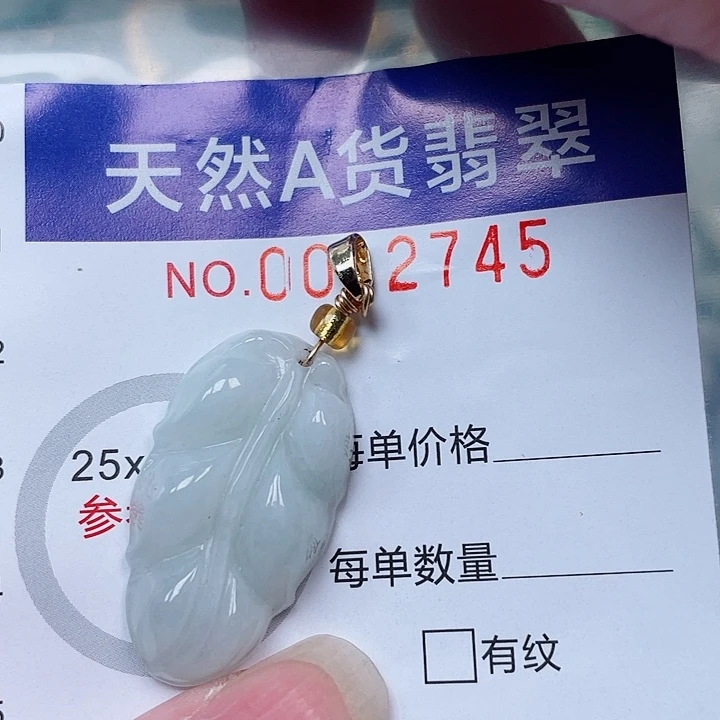 天然A货翡翠
NO.00 2745
25x
每单价格
参
每单数量
有纹